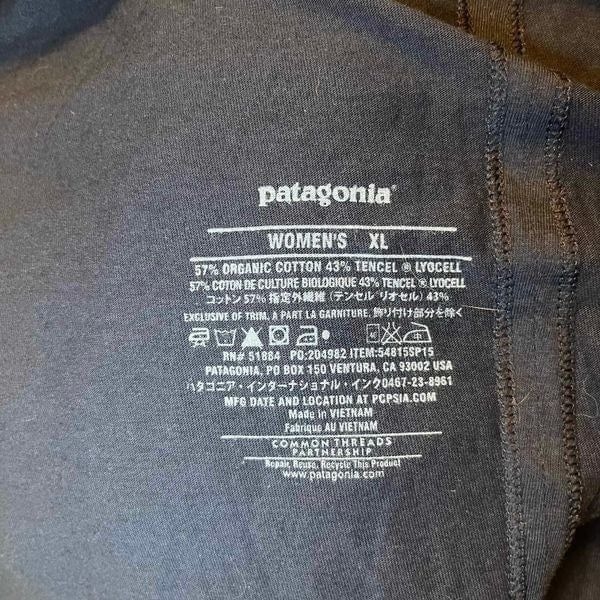 patagonia®
WOMEN'S XL
57% ORGANIC COTTON 43% TENCEL ® LYOCELL
57% COTON DE CULTURE BIOLOGIQUE 43% TENCEL ® LYOCELL
コットン 57% 指定外繊維 (テンセル リオセル) 43%
EXCLUSIVE OF TRIM, A PART LA GARNITURE, 飾り付け部分を除く
RN# 51884 PO:204982 ITEM:54815SP15
PATAGONIA, PO BOX 150 VENTURA, CA 93002 USA
パタゴニア・インターナショナル・インク0467-23-8961
MFG DATE AND LOCATION AT PCPSIA.COM
Made in VIETNAM
Fabriqué AU VIETNAM
COMMON THREADS
PARTNERSHIP
Repair, Reuse, Recycle This Product
www.patagonia.com